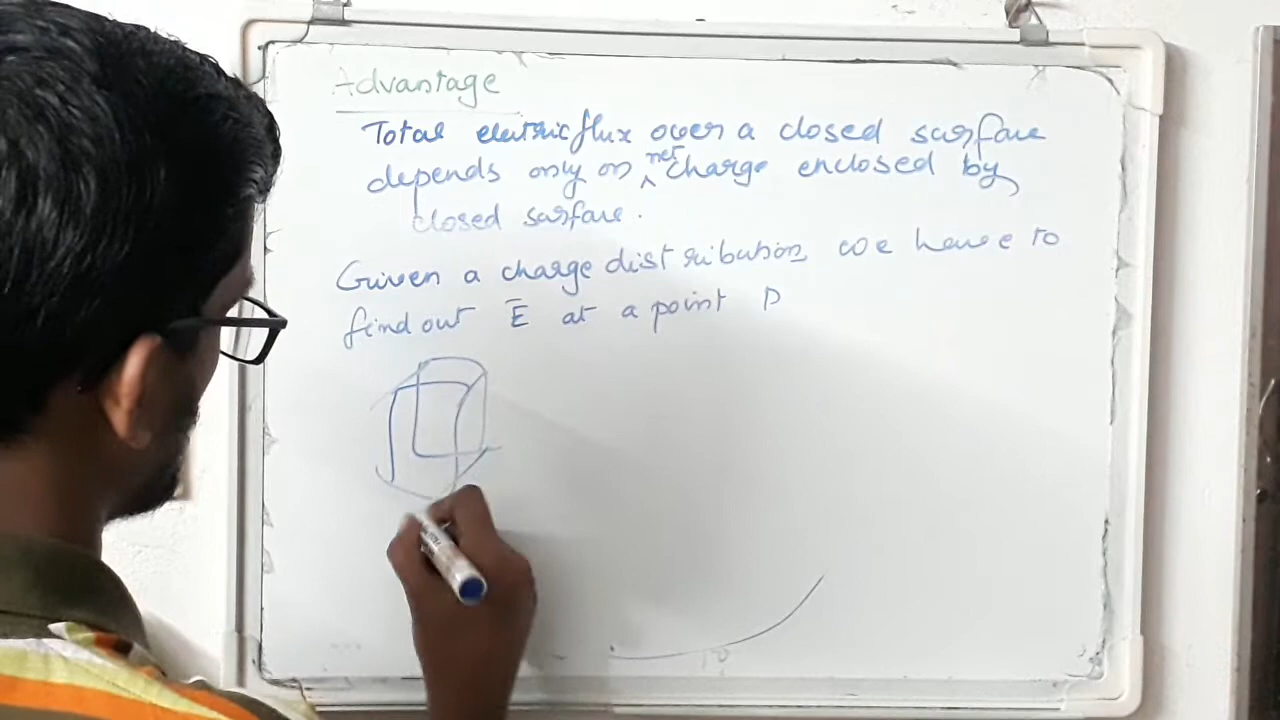 Advantage
Total electric flux over a closed surface
depends only on net charge enclosed by
closed surface.
Given a charge distribution, we have to
find out E̅ at a point P